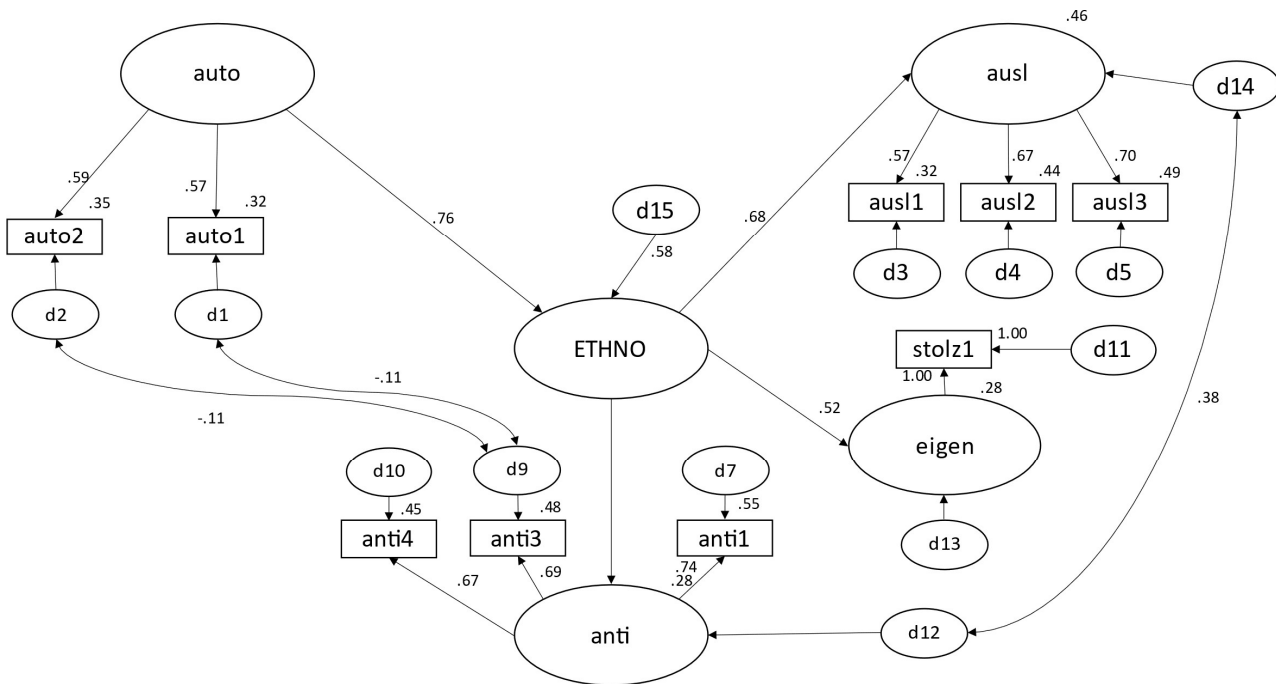 .46
auto
ausl
d14
.59
.57
.57
.67
.70
.35
.32
.32
.44
.49
auto2
auto1
.76
d15
.68
ausl1
ausl2
ausl3
.58
d3
d4
d5
d2
d1
ETHNO
stolz1
1.00
d11
1.00
-.11
-.11
.52
.28
.38
eigen
d10
d9
d7
.45
.48
.55
anti4
anti3
anti1
d13
.67
.69
.74
.28
anti
d12